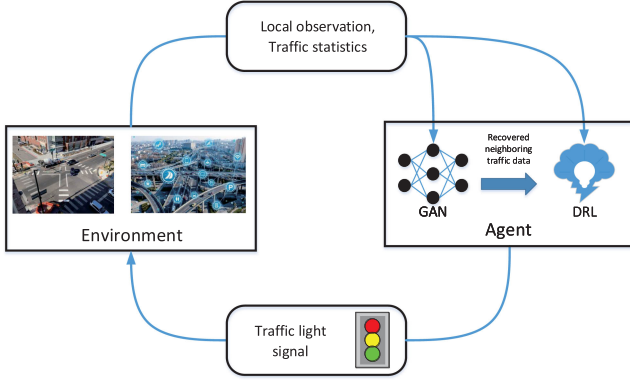 Local observation,
Traffic statistics
Recovered
neighboring
traffic data
GAN
DRL
Environment
Agent
Traffic light
signal